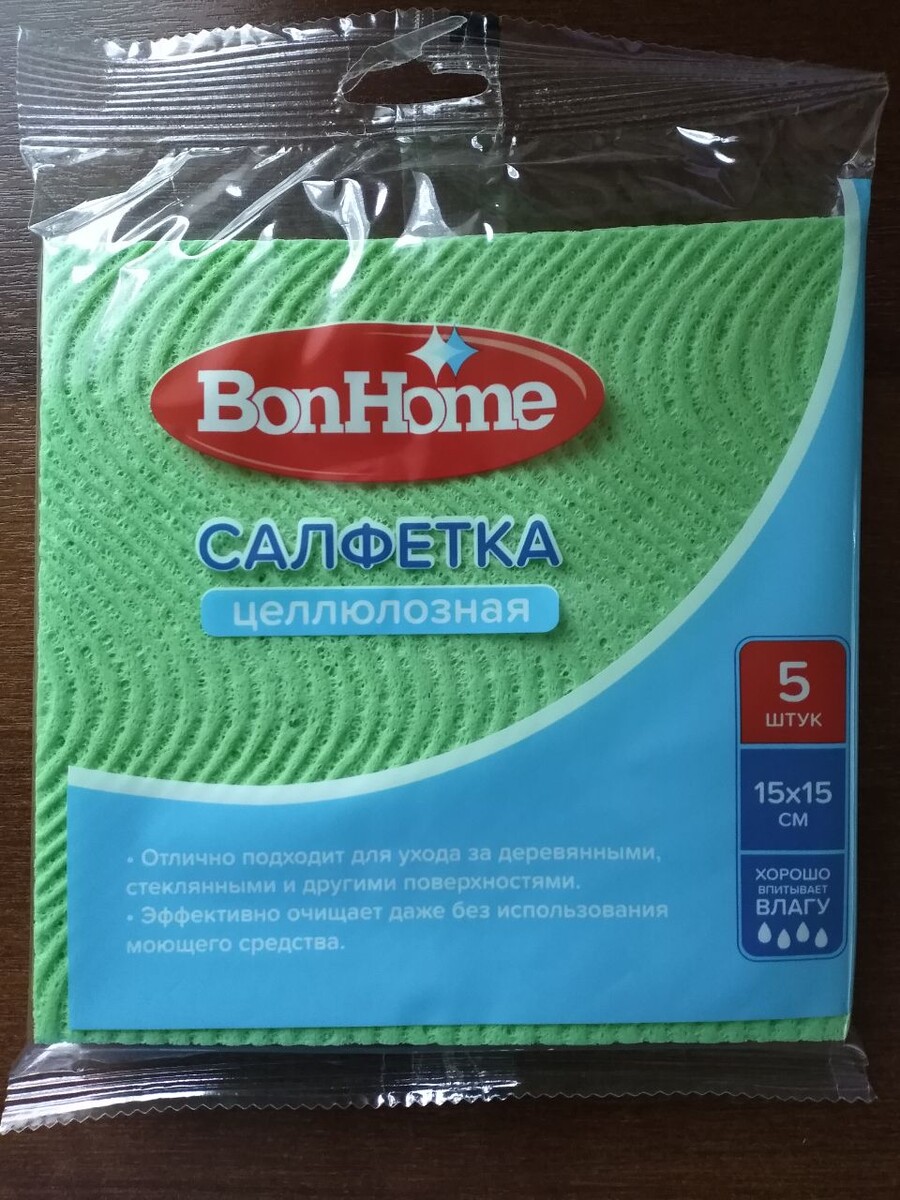 BonHome
САЛФЕТКА
целлюлозная
5
ШТУК
15х15
СМ
ХОРОШО
ВПИТЫВАЕТ
ВЛАГУ
• Отлично подходит для ухода за деревянными,
стеклянными и другими поверхностями.
• Эффективно очищает даже без использования
моющего средства.